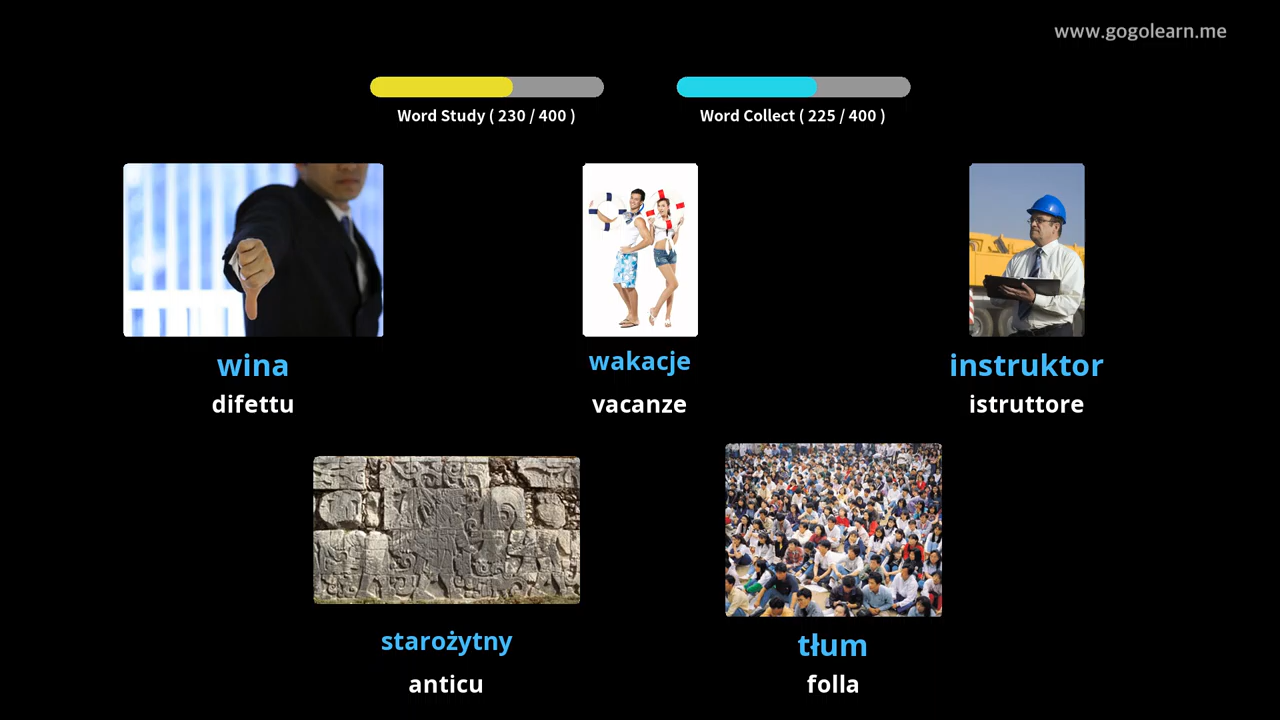 www.gogolearn.me
Word Study ( 230 / 400 )
Word Collect ( 225 / 400 )
wina
difettu
wakacje
vacanze
instruktor
istruttore
starożytny
anticu
tłum
folla